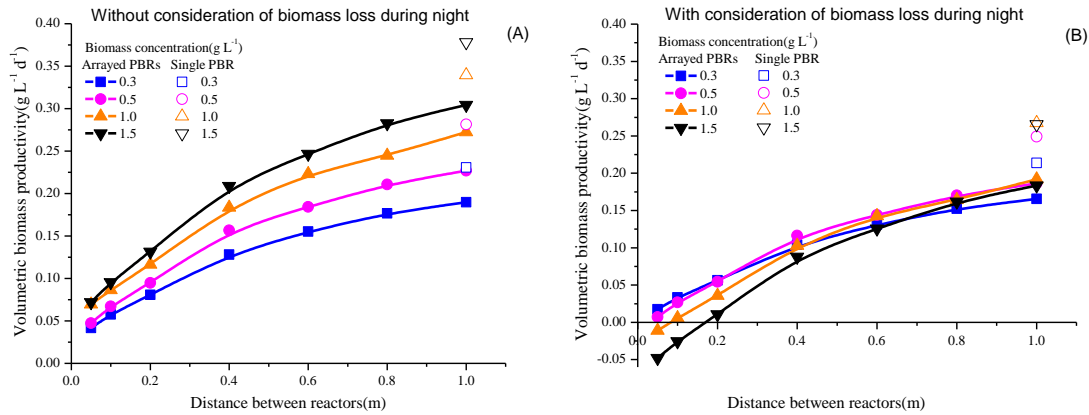 Without consideration of biomass loss during night
(A)
Biomass concentration(g L⁻¹)
Arrayed PBRs Single PBR
0.3 0.3
0.5 0.5
1.0 1.0
1.5 1.5
Volumetric biomass productivity(g L⁻¹ d⁻¹)
0.40
0.35
0.30
0.25
0.20
0.15
0.10
0.05
0.00
0.0 0.2 0.4 0.6 0.8 1.0
Distance between reactors(m)
With consideration of biomass loss during night
(B)
Biomass concentration(g L⁻¹)
Arrayed PBRs Single PBR
0.3 0.3
0.5 0.5
1.0 1.0
1.5 1.5
Volumetric biomass productivity(g L⁻¹ d⁻¹)
0.40
0.35
0.30
0.25
0.20
0.15
0.10
0.05
0.00
-0.05
0.0 0.2 0.4 0.6 0.8 1.0
Distance between reactors(m)